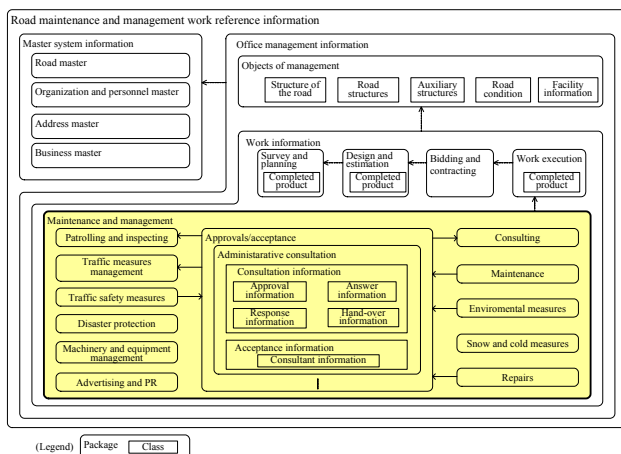 Road maintenance and management work reference information
Master system information
Road master
Organization and personnel master
Address master
Business master
Office management information
Objects of management
Structure of
the road
Road
structures
Auxiliary
structures
Road
condition
Facility
information
Work information
Survey and
planning
Completed
product
Design and
estimation
Completed
product
Bidding and
contracting
Work execution
Completed
product
Maintenance and management
Patrolling and inspecting
Traffic measures
management
Traffic safety measures
Disaster protection
Machinery and equipment
management
Advertising and PR
Approvals/acceptance
Administarative consultation
Consultation information
Approval
information
Answer
information
Response
information
Hand-over
information
Acceptance information
Consultant information
Consulting
Maintenance
Enviromental measures
Snow and cold measures
Repairs
(Legend)
Package
Class